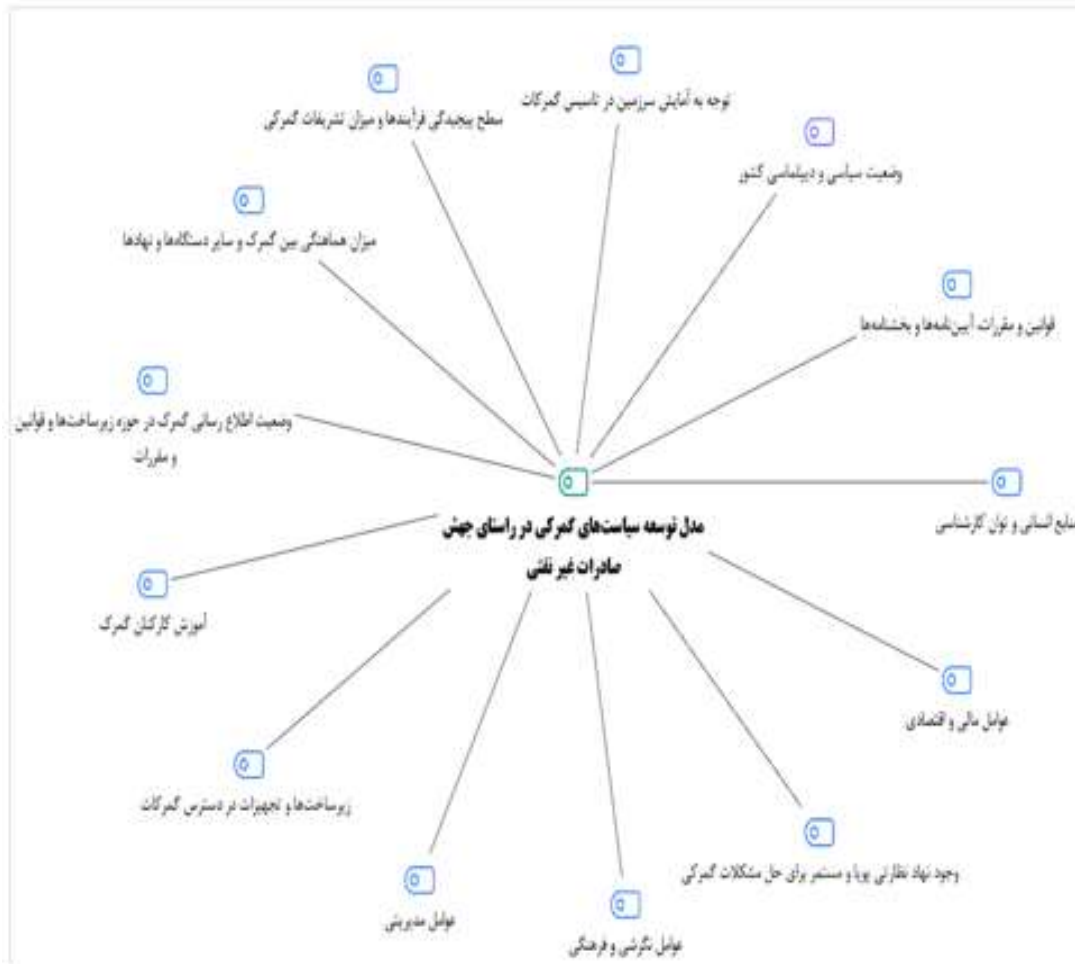 توجه به آمایش سرزمین در تاسیس گمرکات
سطح پیچیدگی فرآیندها و میزان تشریفات گمرکی
وضعیت سیاسی و دیپلماسی کشور
میزان هماهنگی بین گمرک و سایر دستگاه‌ها و نهادها
قوانین و مقررات، آیین‌نامه‌ها و بخشنامه‌ها
وضعیت اطلاع رسانی گمرک در حوزه زیرساخت‌ها و قوانین
و مقررات
مدل توسعه سیاست‌های گمرکی در راستای جهش
صادرات غیر نفتی
منابع انسانی و توان کارشناسی
آموزش کارکنان گمرک
عوامل مالی و اقتصادی
زیرساخت‌ها و تجهیزات در دسترس گمرکات
وجود نهاد نظارتی پویا و مستمر برای حل مشکلات گمرکی
عوامل مدیریتی
عوامل نگرشی و فرهنگی